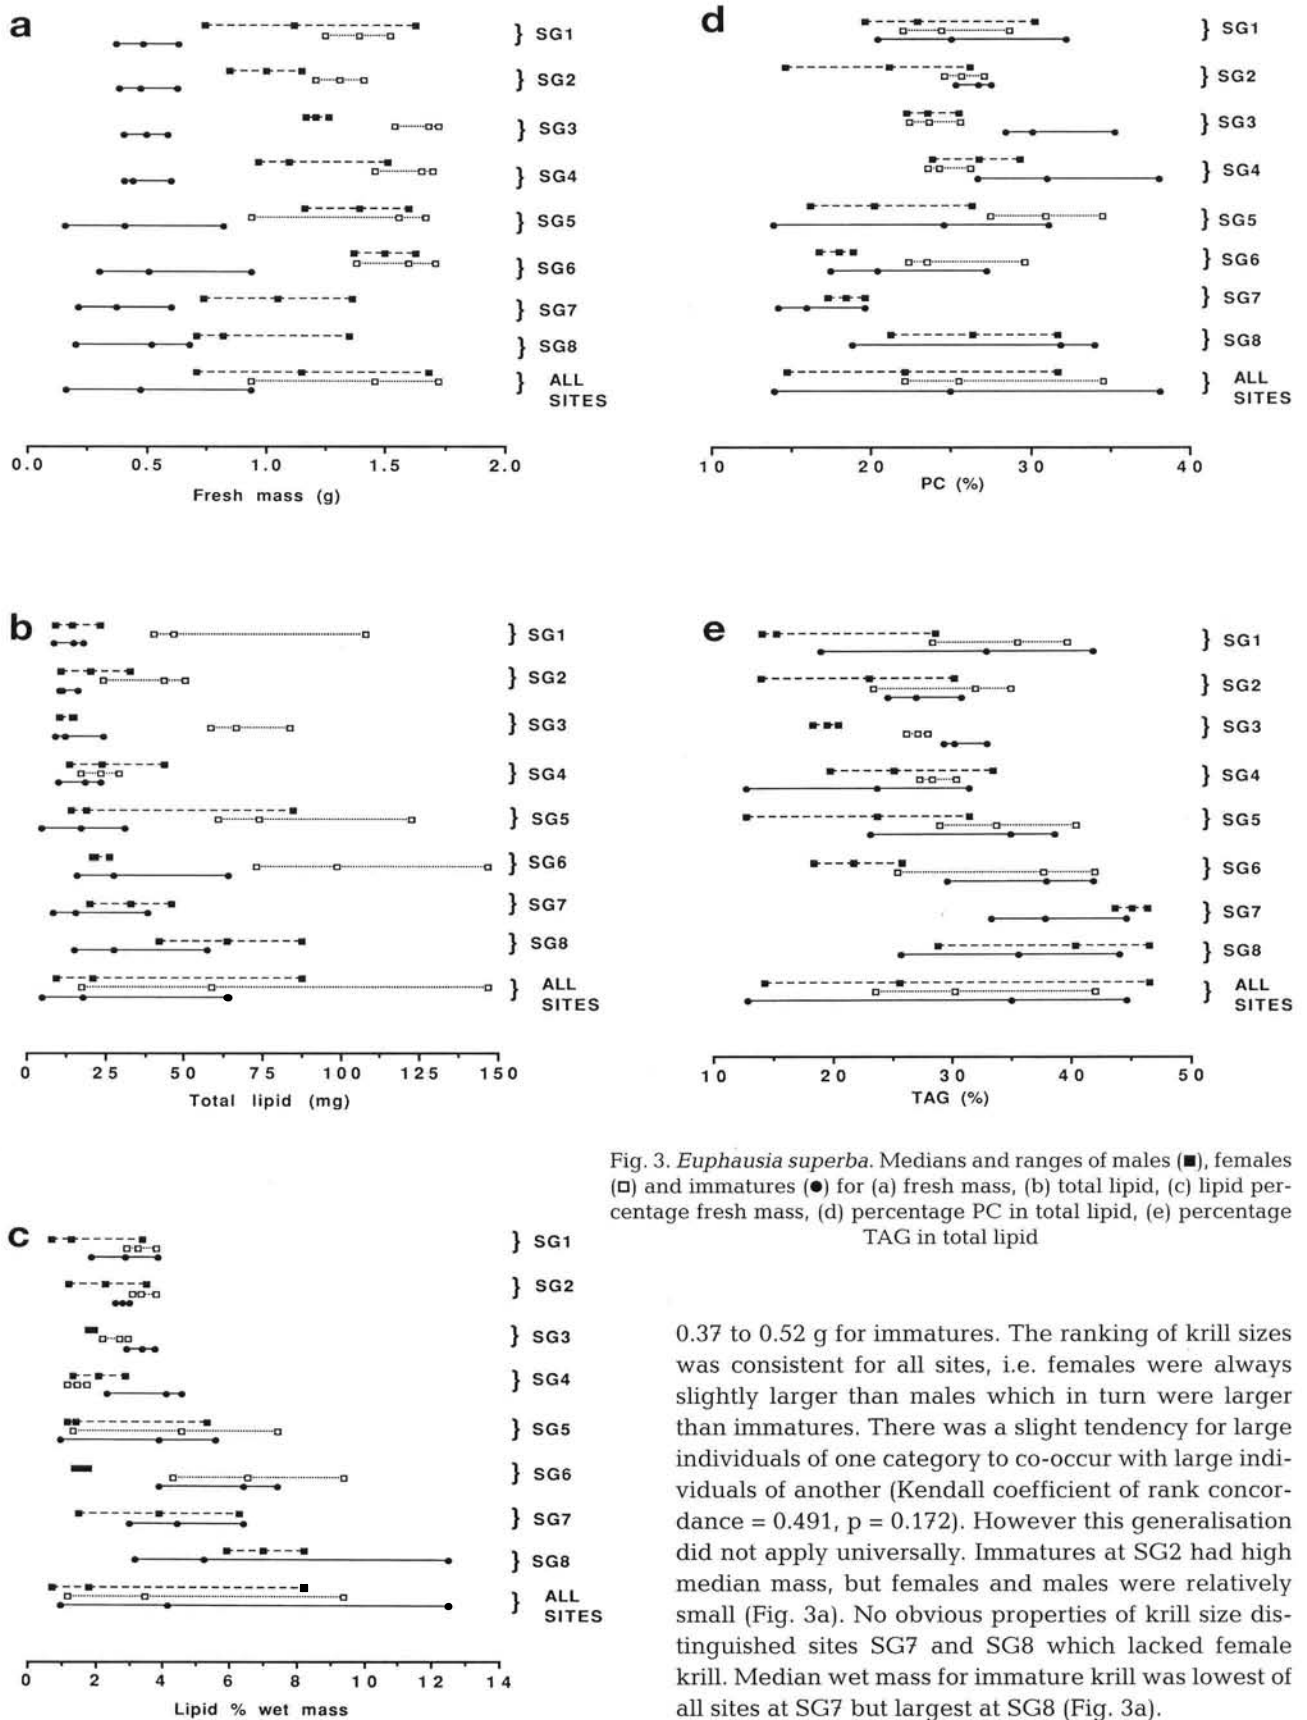 a
} SG1
} SG2
} SG3
} SG4
} SG5
} SG6
} SG7
} SG8
} ALL SITES
0.0 0.5 1.0 1.5 2.0
Fresh mass (g)
d
} SG1
} SG2
} SG3
} SG4
} SG5
} SG6
} SG7
} SG8
} ALL SITES
10 20 30 40
PC (%)
b
} SG1
} SG2
} SG3
} SG4
} SG5
} SG6
} SG7
} SG8
} ALL SITES
0 25 50 75 100 125 150
Total lipid (mg)
e
} SG1
} SG2
} SG3
} SG4
} SG5
} SG6
} SG7
} SG8
} ALL SITES
10 20 30 40 50
TAG (%)
c
} SG1
} SG2
} SG3
} SG4
} SG5
} SG6
} SG7
} SG8
} ALL SITES
0 2 4 6 8 10 12 14
Lipid % wet mass
Fig. 3. Euphausia superba. Medians and ranges of males (■), females
(□) and immatures (●) for (a) fresh mass, (b) total lipid, (c) lipid per-
centage fresh mass, (d) percentage PC in total lipid, (e) percentage
TAG in total lipid
0.37 to 0.52 g for immatures. The ranking of krill sizes
was consistent for all sites, i.e. females were always
slightly larger than males which in turn were larger
than immatures. There was a slight tendency for large
individuals of one category to co-occur with large indi-
viduals of another (Kendall coefficient of rank concor-
dance = 0.491, p = 0.172). However this generalisation
did not apply universally. Immatures at SG2 had high
median mass, but females and males were relatively
small (Fig. 3a). No obvious properties of krill size dis-
tinguished sites SG7 and SG8 which lacked female
krill. Median wet mass for immature krill was lowest of
all sites at SG7 but largest at SG8 (Fig. 3a).